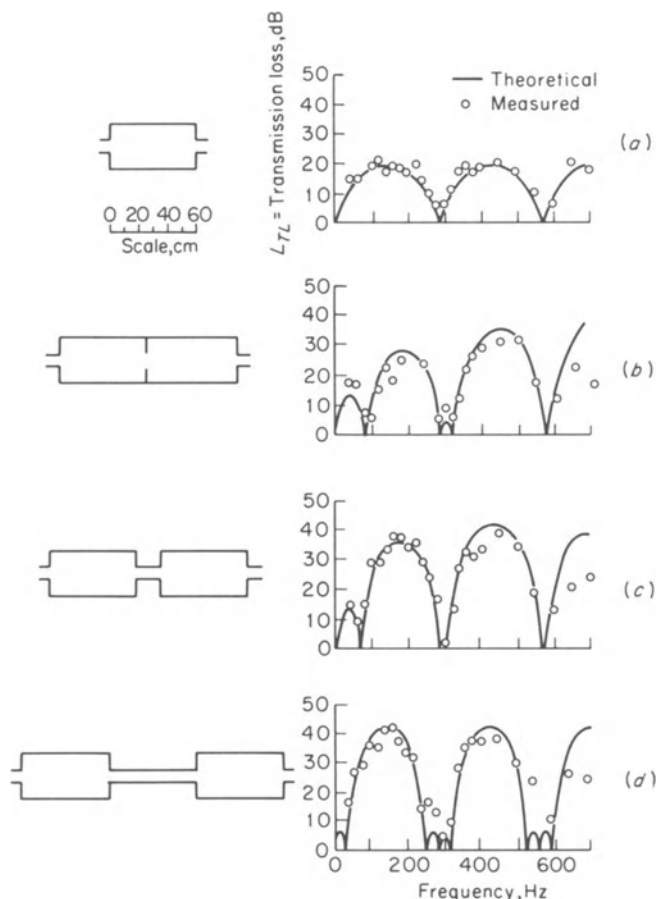 L_TL = Transmission loss, dB
50
40
30
20
10
0
— Theoretical
○ Measured
(a)
0 20 60
Scale, cm
50
40
30
20
10
0
(b)
50
40
30
20
10
0
(c)
50
40
30
20
10
0
(d)
0 200 400 600
Frequency, Hz